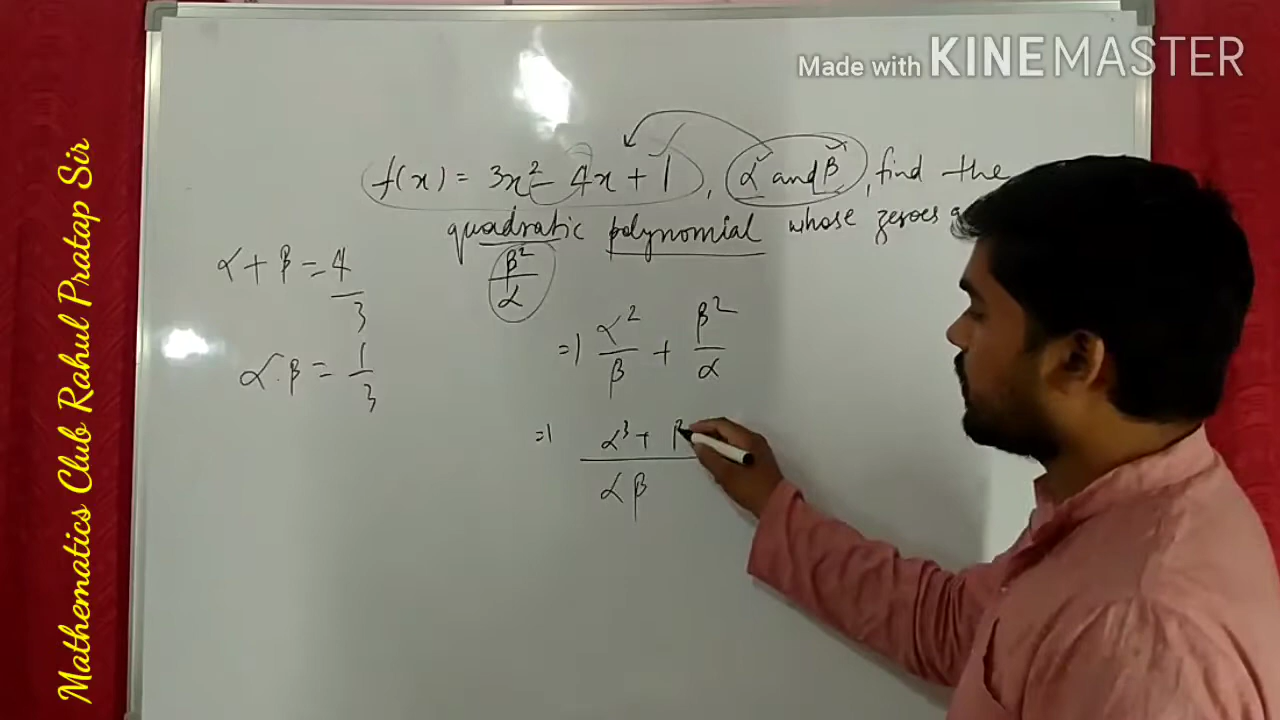 Made with KINEMASTER
Mathematics Club Rahul Pratap Sir
f(x) = 3x² - 4x + 1, α and β, find the
quadratic polynomial whose zeroes
β²/α
α + β = 4/3
α . β = 1/3
⇒ α²/β + β²/α
⇒ α³ + β
αβ